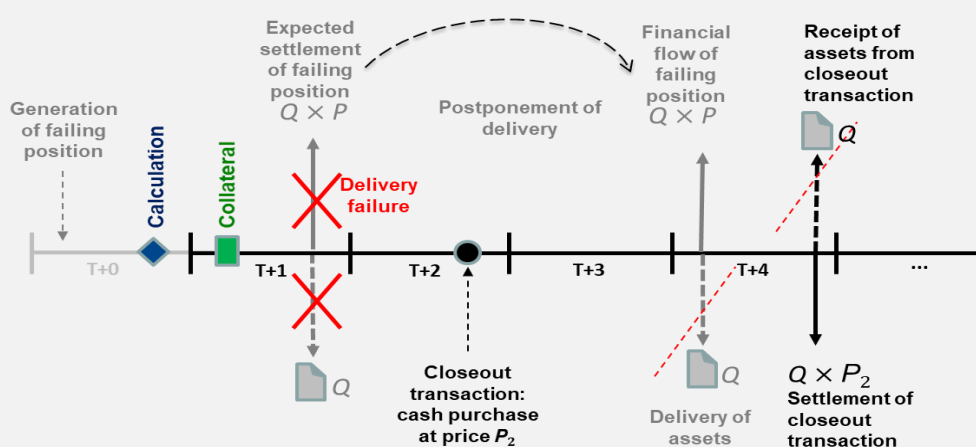 Expected
settlement
of failing
position
Q × P
Financial
flow of
failing
position
Q × P
Receipt of
assets from
closeout
transaction
Q
Generation
of failing
position
Calculation
Collateral
Postponement of
delivery
Delivery
failure
T+0
T+1
T+2
T+3
T+4
...
Q
Closeout
transaction:
cash purchase
at price P₂
Q
Delivery of
assets
Q × P₂
Settlement of
closeout
transaction